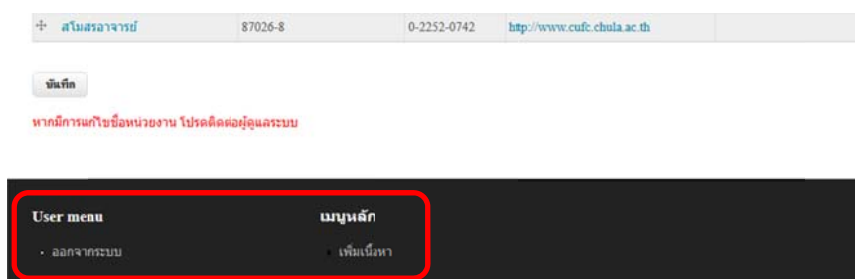 สโมสรอาจารย์ 87026-8 0-2252-0742 http://www.cufc.chula.ac.th
บันทึก
หากมีการแก้ไขชื่อหน่วยงาน โปรดติดต่อผู้ดูแลระบบ
User menu เมนูหลัก
ออกจากระบบ เพิ่มเนื้อหา